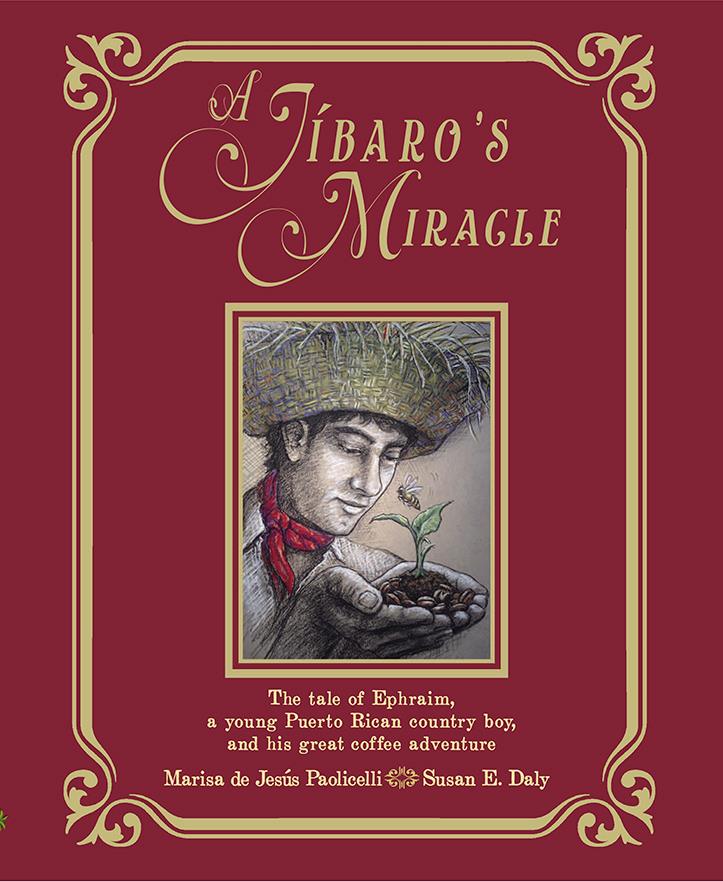 A Jíbaro's
Miracle
The tale of Ephraim,
a young Puerto Rican country boy,
and his great coffee adventure
Marisa de Jesús Paolicelli Susan E. Daly